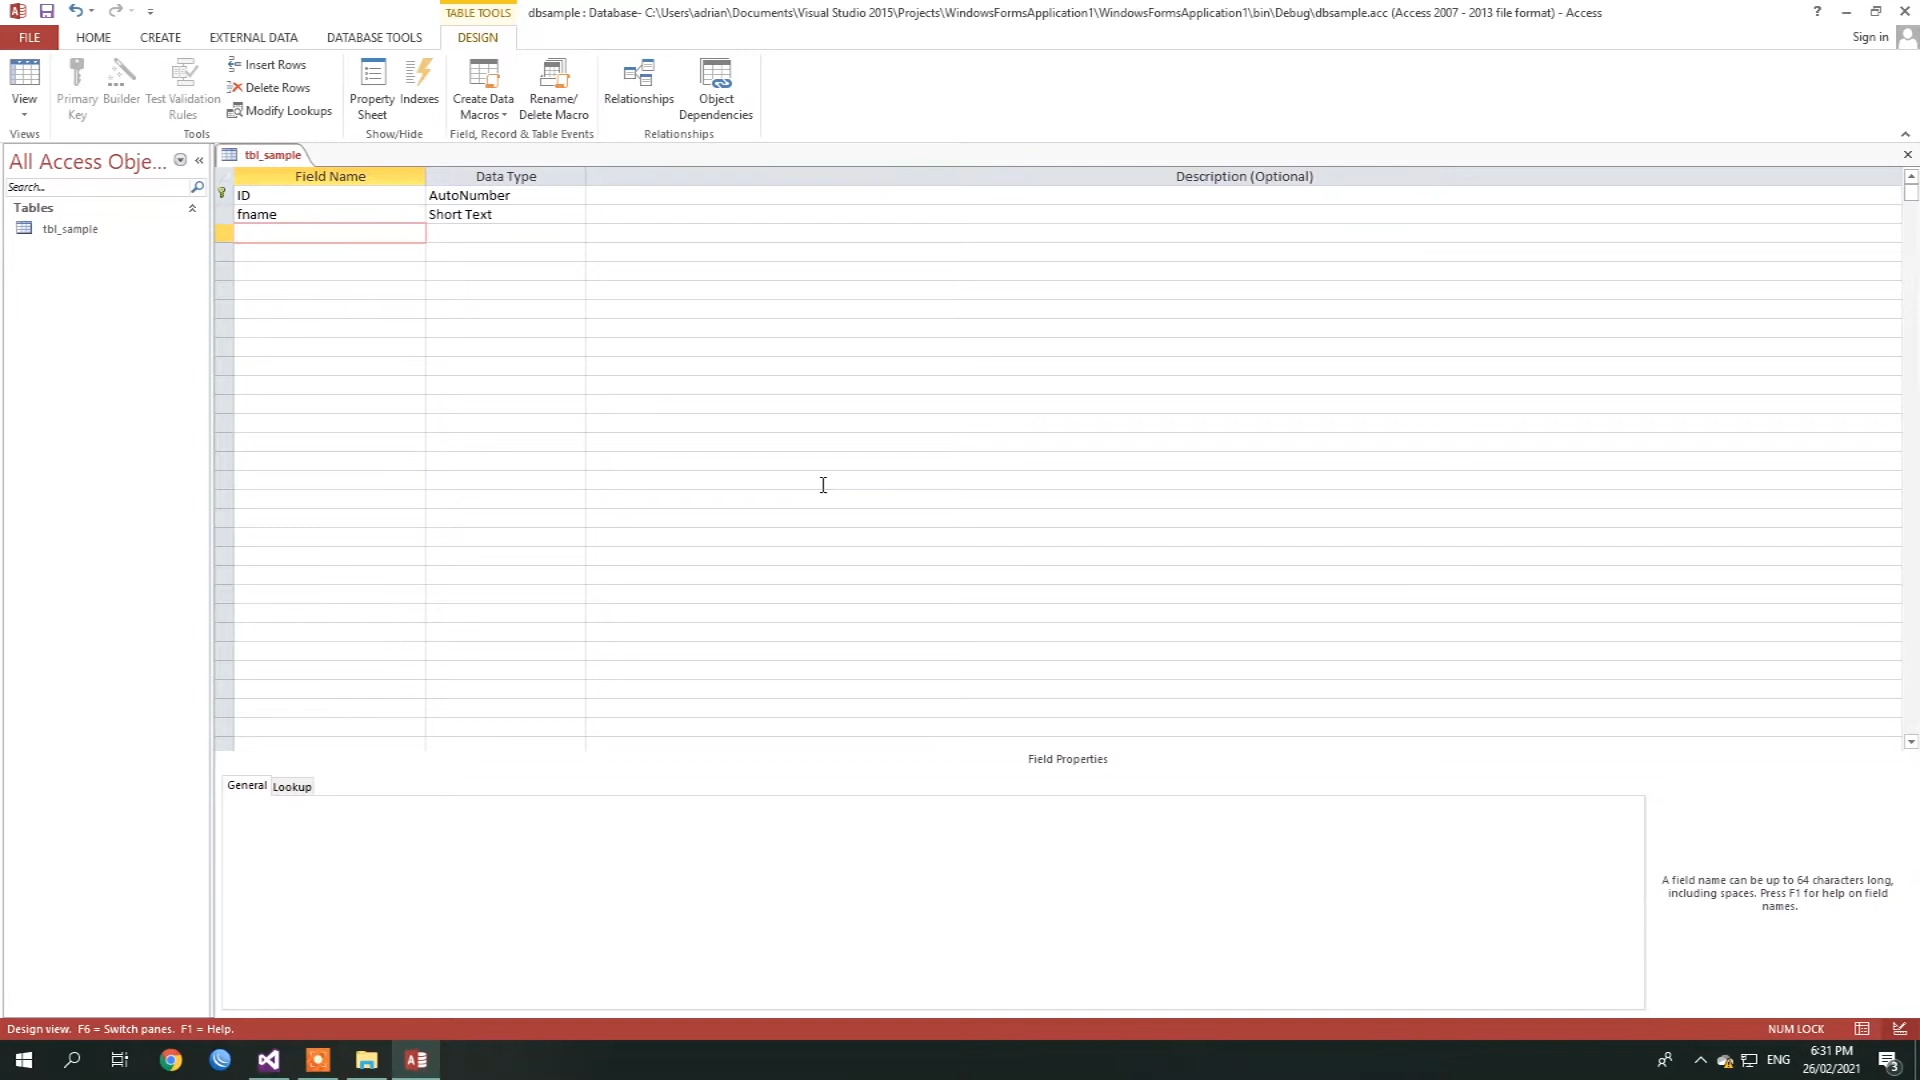 TABLE TOOLS
dbsample : Database- C:\Users\adrian\Documents\Visual Studio 2015\Projects\WindowsFormsApplication1\WindowsFormsApplication1\bin\Debug\dbsample.acc (Access 2007 - 2013 file format) - Access
?
FILE
HOME
CREATE
EXTERNAL DATA
DATABASE TOOLS
DESIGN
Sign in
View
Primary Key
Builder
Test Validation Rules
Insert Rows
Delete Rows
Modify Lookups
Property Sheet
Indexes
Create Data Macros
Rename/ Delete Macro
Relationships
Object Dependencies
Views
Tools
Show/Hide
Field, Record & Table Events
Relationships
All Access Obje...
Search...
Tables
tbl_sample
tbl_sample
Field Name
Data Type
Description (Optional)
ID
AutoNumber
fname
Short Text
Field Properties
General
Lookup
A field name can be up to 64 characters long,
including spaces. Press F1 for help on field
names.
Design view. F6 = Switch panes. F1 = Help.
NUM LOCK
ENG
6:31 PM
26/02/2021
3